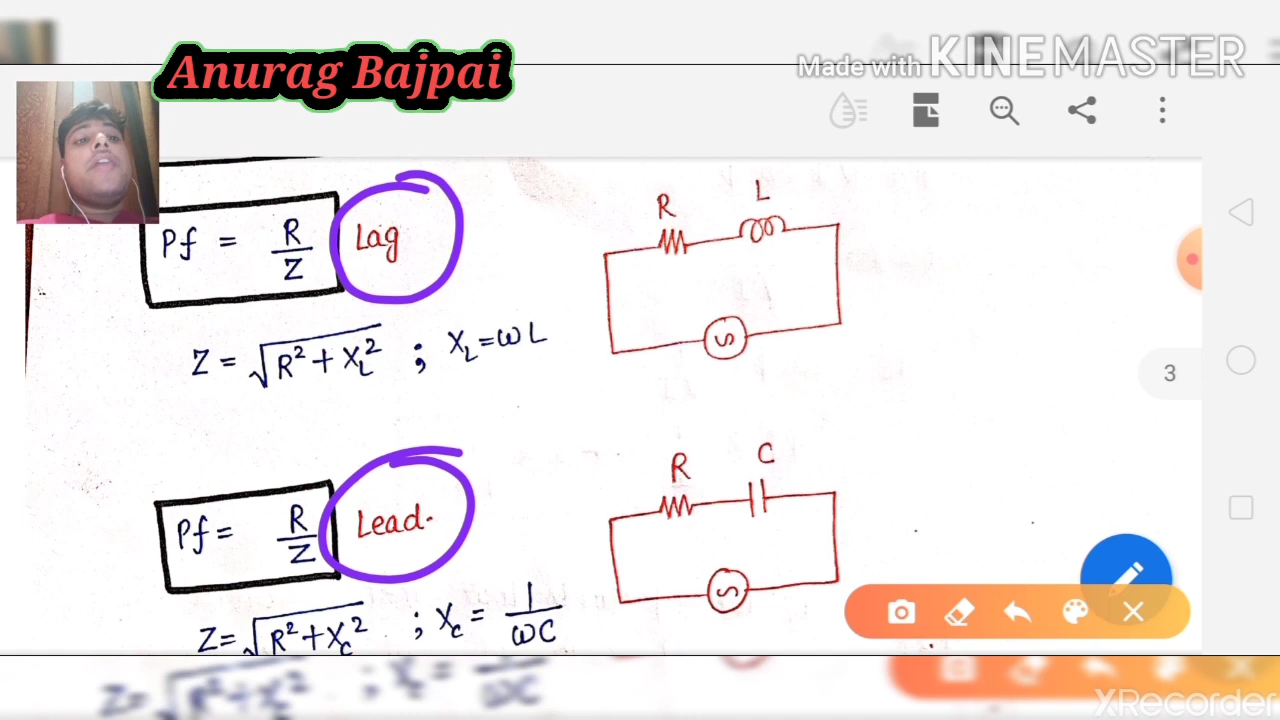 Anurag Bajpai
Made with KINEMASTER
Pf = R/Z Lag
R L
Z = √R² + X_L² ; X_L = ωL
3
R C
Pf = R/Z Lead.
Z = √R² + X_C² ; X_C = 1/ωC
XRecorder